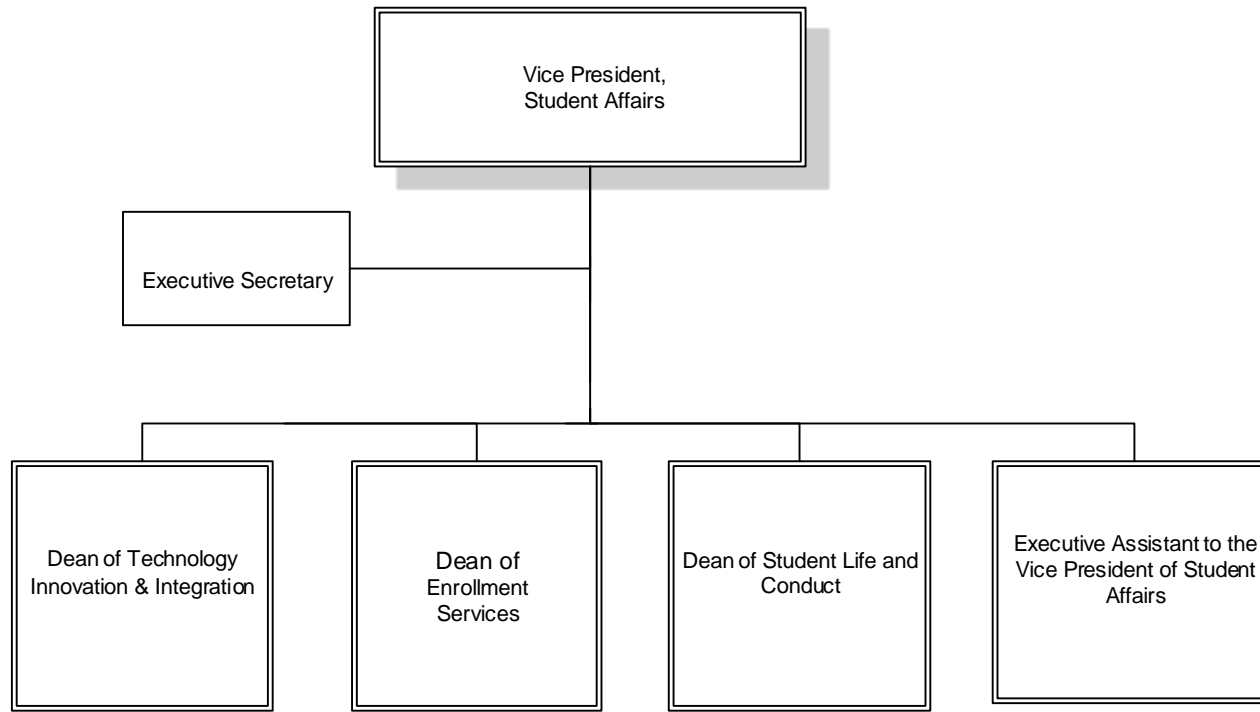 Vice President,
Student Affairs
Executive Secretary
Dean of Technology
Innovation & Integration
Dean of
Enrollment
Services
Dean of Student Life and
Conduct
Executive Assistant to the
Vice President of Student
Affairs